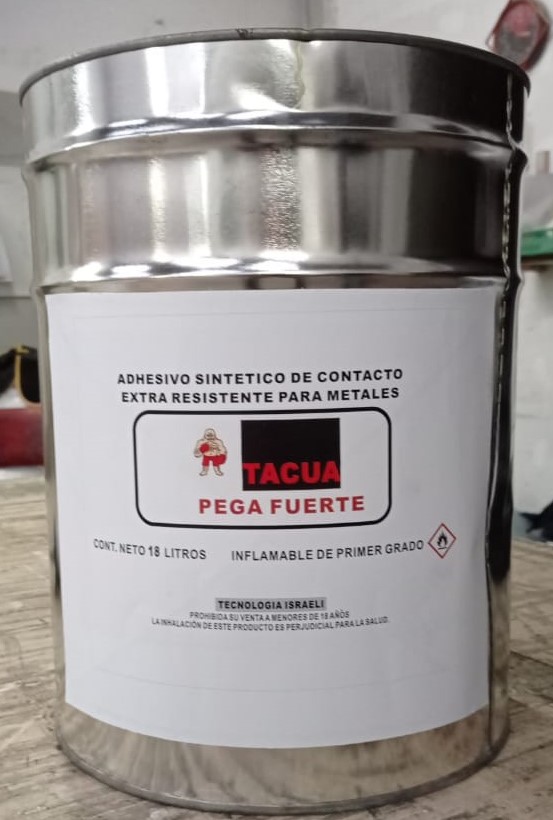 ADHESIVO SINTETICO DE CONTACTO
EXTRA RESISTENTE PARA METALES
TACUA
PEGA FUERTE
CONT. NETO 18 LITROS INFLAMABLE DE PRIMER GRADO
TECNOLOGIA ISRAELI
PROHIBIDA SU VENTA A MENORES DE 18 AÑOS
LA INHALACIÓN DE ESTE PRODUCTO ES PERJUDICIAL PARA LA SALUD.